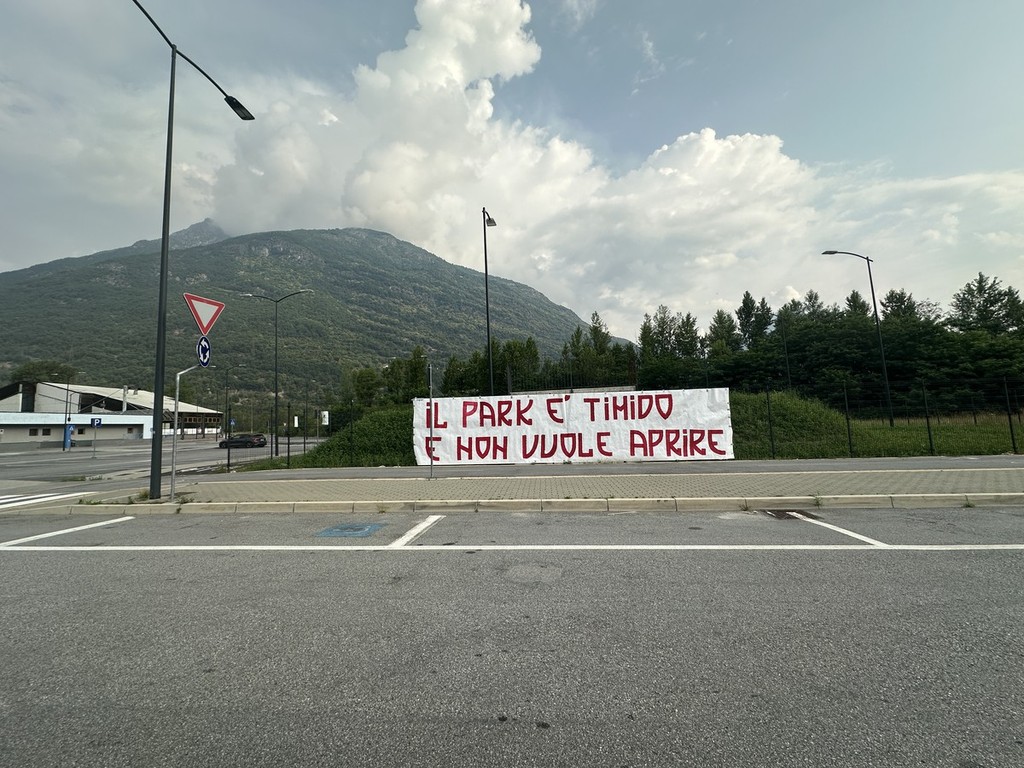 iL PARK E' TIMIDO
E NON VUOLE APRIRE
P